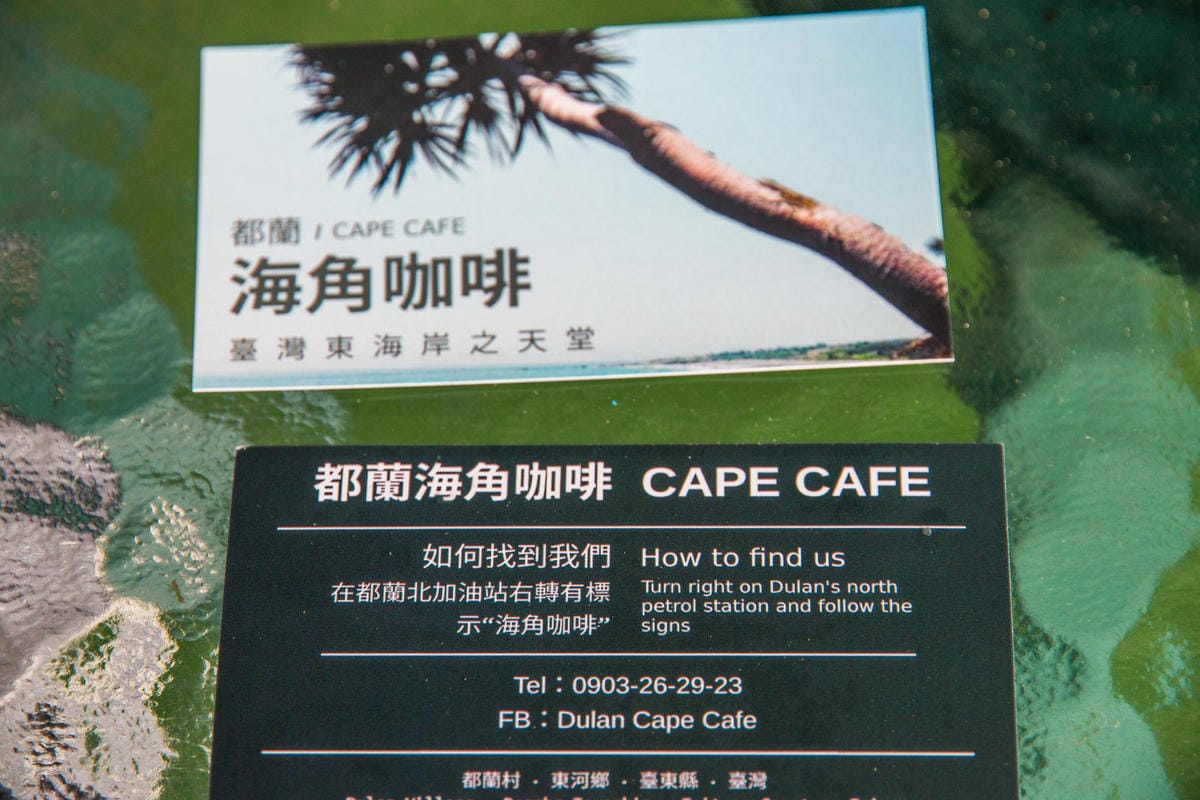 都蘭 / CAPE CAFE
海角咖啡
臺灣東海岸之天堂
都蘭海角咖啡 CAPE CAFE
如何找到我們
在都蘭北加油站右轉有標
示“海角咖啡”
How to find us
Turn right on Dulan's north
petrol station and follow the
signs
Tel：0903-26-29-23
FB：Dulan Cape Cafe
都蘭村 · 東河鄉 · 臺東縣 · 臺灣